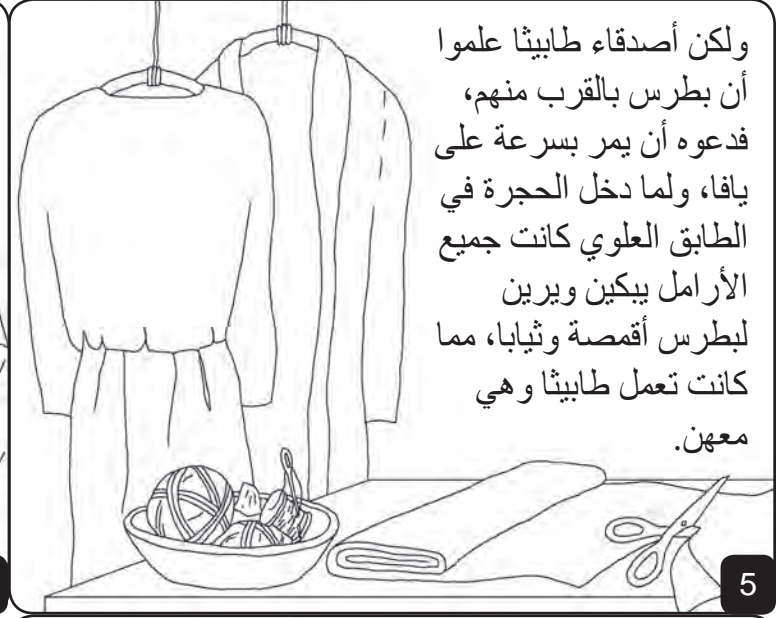 ولكن أصدقاء طابيثا علموا
أن بطرس بالقرب منهم،
فدعوه أن يمر بسرعة على
يافا، ولما دخل الحجرة في
الطابق العلوي كانت جميع
الأرامل يبكين ويرين
لبطرس أقمصة وثيابا، مما
كانت تعمل طابيثا وهي
معهن.
5